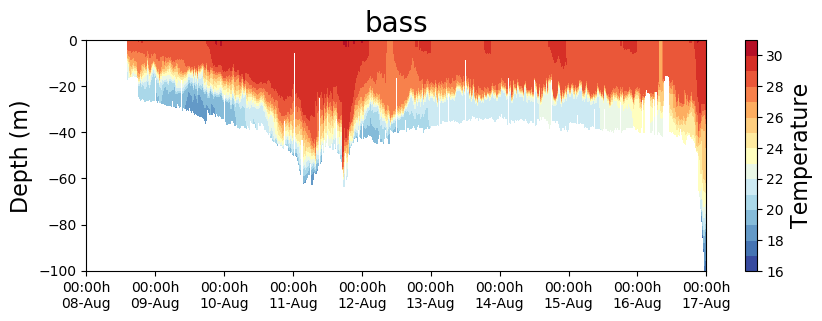 bass
Depth (m)
0
−20
−40
−60
−80
−100
00:00h 00:00h 00:00h 00:00h 00:00h 00:00h 00:00h 00:00h 00:00h 00:00h
08-Aug 09-Aug 10-Aug 11-Aug 12-Aug 13-Aug 14-Aug 15-Aug 16-Aug 17-Aug
30
28
26
24
22
20
18
16
Temperature